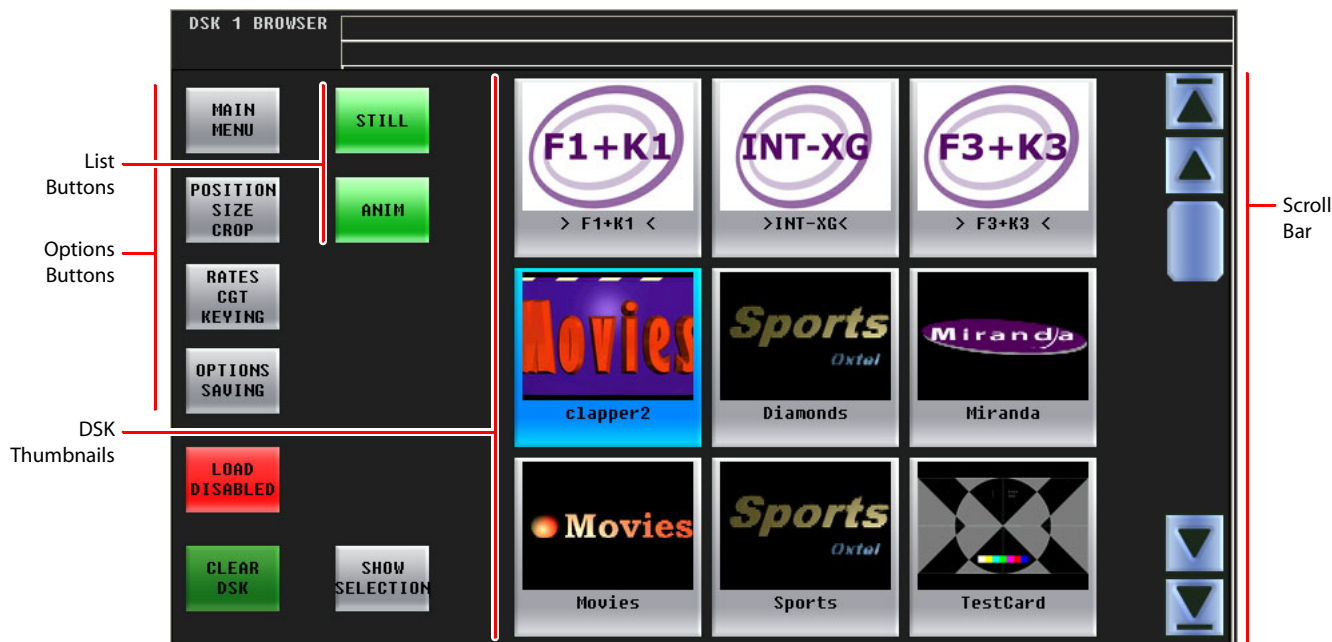 DSK 1 BROWSER
MAIN
MENU
STILL
List
Buttons
POSITION
SIZE
CROP
ANIM
Options
Buttons
RATES
CGT
KEYING
OPTIONS
SAVING
DSK
Thumbnails
LOAD
DISABLED
CLEAR
DSK
SHOW
SELECTION
F1+K1
> F1+K1 <
INT-XG
>INT-XG<
F3+K3
> F3+K3 <
Movies
clapper2
Sports
Oxtel
Diamonds
Miranda
Miranda
Movies
Movies
Sports
Oxtel
Sports
TestCard
Scroll
Bar